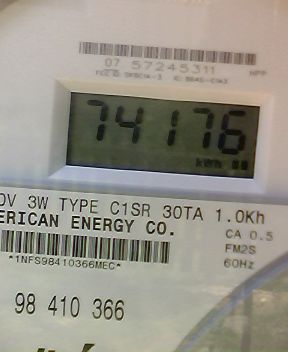 07 57245311
74176
kWh
0V 3W TYPE C1SR 30TA 1.0Kh
ERICAN ENERGY CO.
CA 0.5
FM2S
*1NFS98410366MEC*
60Hz
98 410 366